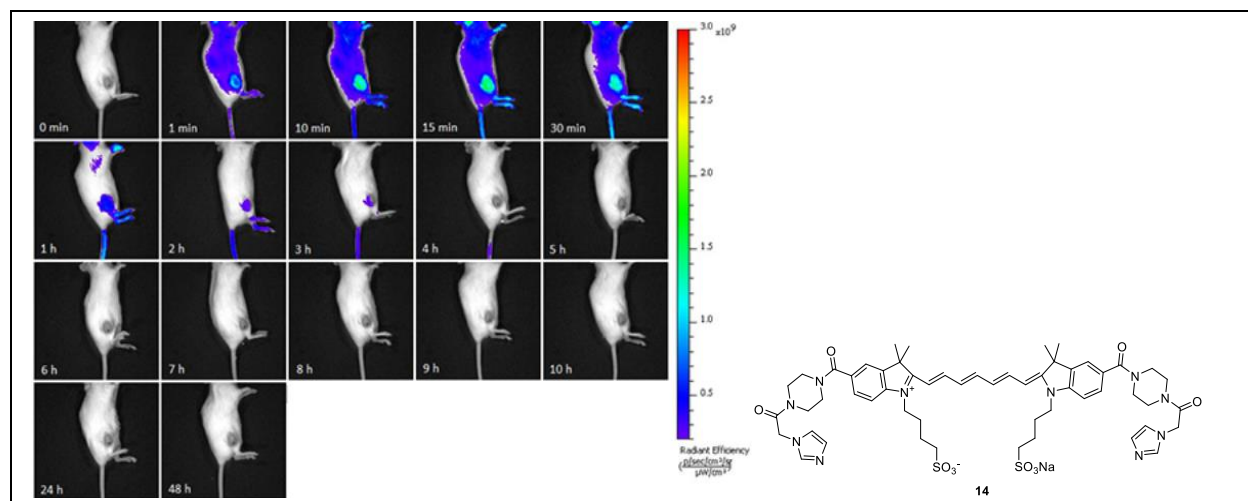 0 min
1 min
10 min
15 min
30 min
1 h
2 h
3 h
4 h
5 h
6 h
7 h
8 h
9 h
10 h
24 h
48 h
3.0
x10⁹
2.5
2.0
1.5
1.0
0.5
Radiant Efficiency
(p/sec/cm²/sr
µW/cm²)
O
O
N
N
N⁺
N
N
N
O
O
N
N
N
N
SO₃⁻
SO₃Na
14